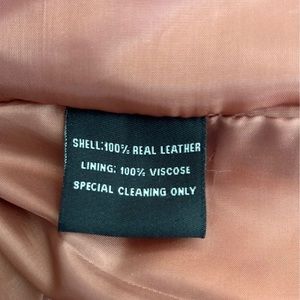 SHELL:100% REAL LEATHER
LINING: 100% VISCOSE
SPECIAL CLEANING ONLY